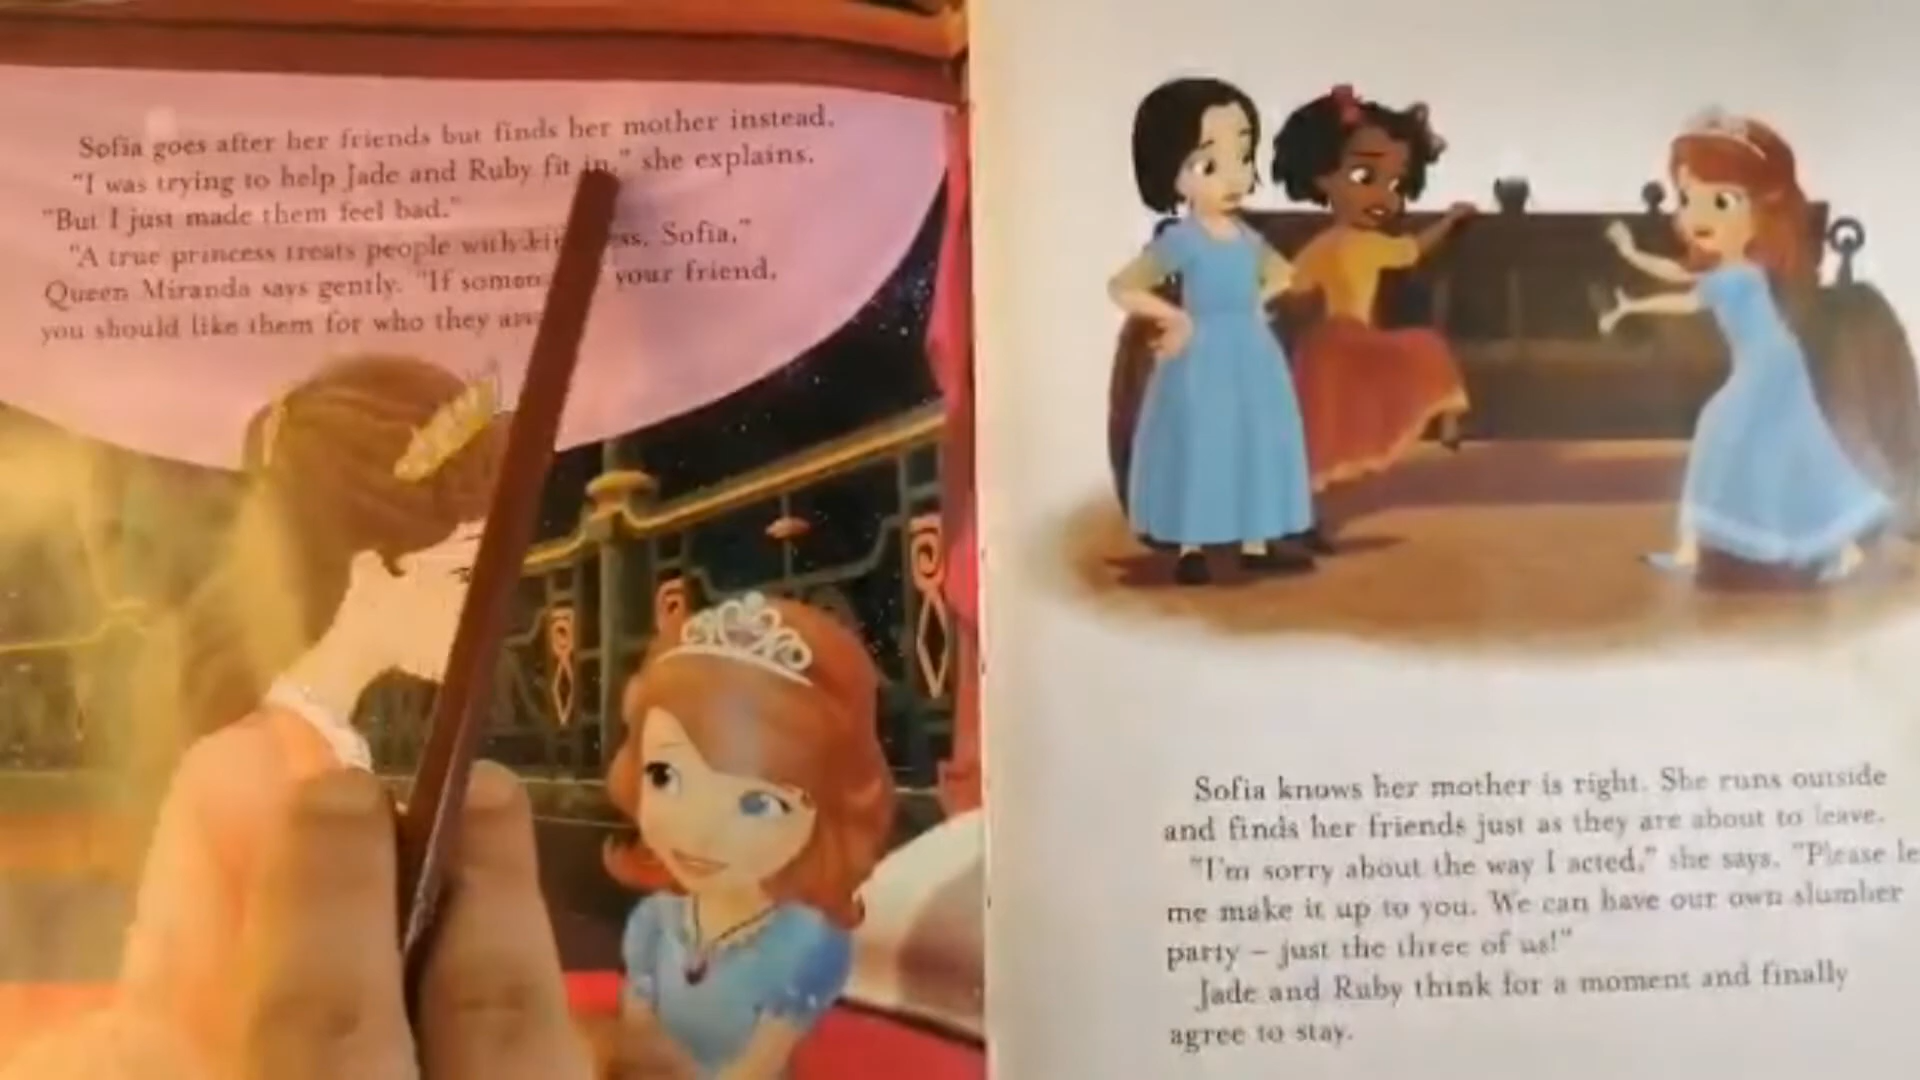 Sofia goes after her friends but finds her mother instead.
"I was trying to help Jade and Ruby fit in," she explains.
"But I just made them feel bad."
"A true princess treats people with Sofia,"
Queen Miranda says gently. "If your friend,
you should like them for who they
Sofia knows her mother is right. She runs outside
and finds her friends just as they are about to leave.
"I'm sorry about the way I acted," she says. "Please
me make it up to you. We can have our own slumber
party – just the three of us!"
Jade and Ruby think for a moment and finally
agree to stay.